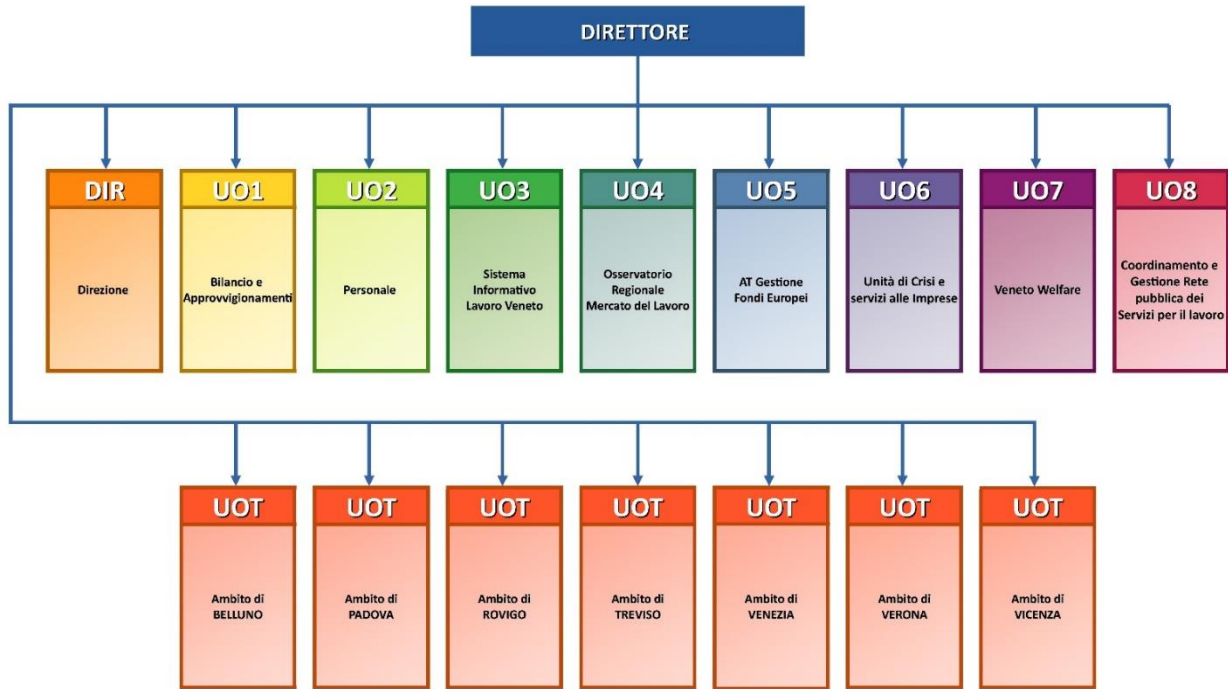 DIRETTORE
DIR
Direzione
UO1
Bilancio e
Approvvigionamenti
UO2
Personale
UO3
Sistema
Informativo
Lavoro Veneto
UO4
Osservatorio
Regionale
Mercato del Lavoro
UO5
AT Gestione
Fondi Europei
UO6
Unità di Crisi e
servizi alle Imprese
UO7
Veneto Welfare
UO8
Coordinamento e
Gestione Rete
pubblica dei
Servizi per il lavoro
UOT
Ambito di
BELLUNO
UOT
Ambito di
PADOVA
UOT
Ambito di
ROVIGO
UOT
Ambito di
TREVISO
UOT
Ambito di
VENEZIA
UOT
Ambito di
VERONA
UOT
Ambito di
VICENZA